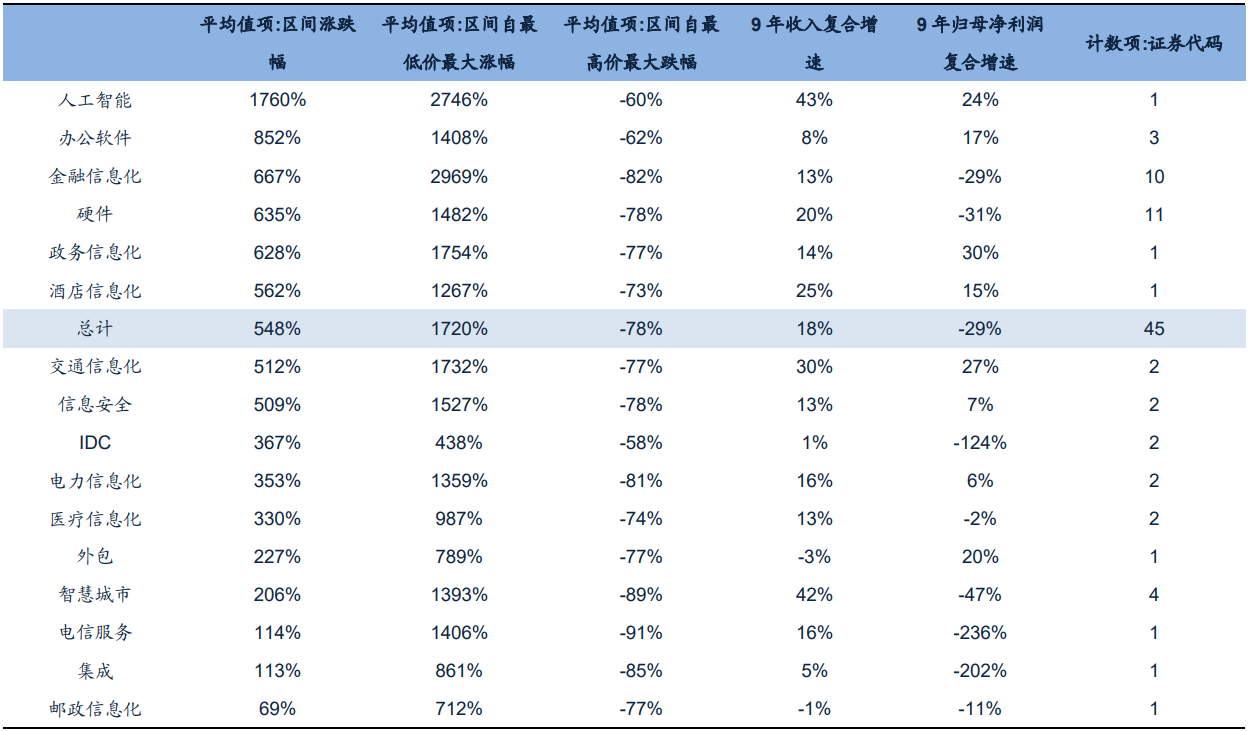 平均值项:区间涨跌幅 平均值项:区间自最低价最大涨幅 平均值项:区间自最高价最大跌幅 9年收入复合增速 9年归母净利润复合增速 计数项:证券代码
人工智能 1760% 2746% -60% 43% 24% 1
办公软件 852% 1408% -62% 8% 17% 3
金融信息化 667% 2969% -82% 13% -29% 10
硬件 635% 1482% -78% 20% -31% 11
政务信息化 628% 1754% -77% 14% 30% 1
酒店信息化 562% 1267% -73% 25% 15% 1
总计 548% 1720% -78% 18% -29% 45
交通信息化 512% 1732% -77% 30% 27% 2
信息安全 509% 1527% -78% 13% 7% 2
IDC 367% 438% -58% 1% -124% 2
电力信息化 353% 1359% -81% 16% 6% 2
医疗信息化 330% 987% -74% 13% -2% 2
外包 227% 789% -77% -3% 20% 1
智慧城市 206% 1393% -89% 42% -47% 4
电信服务 114% 1406% -91% 16% -236% 1
集成 113% 861% -85% 5% -202% 1
邮政信息化 69% 712% -77% -1% -11% 1